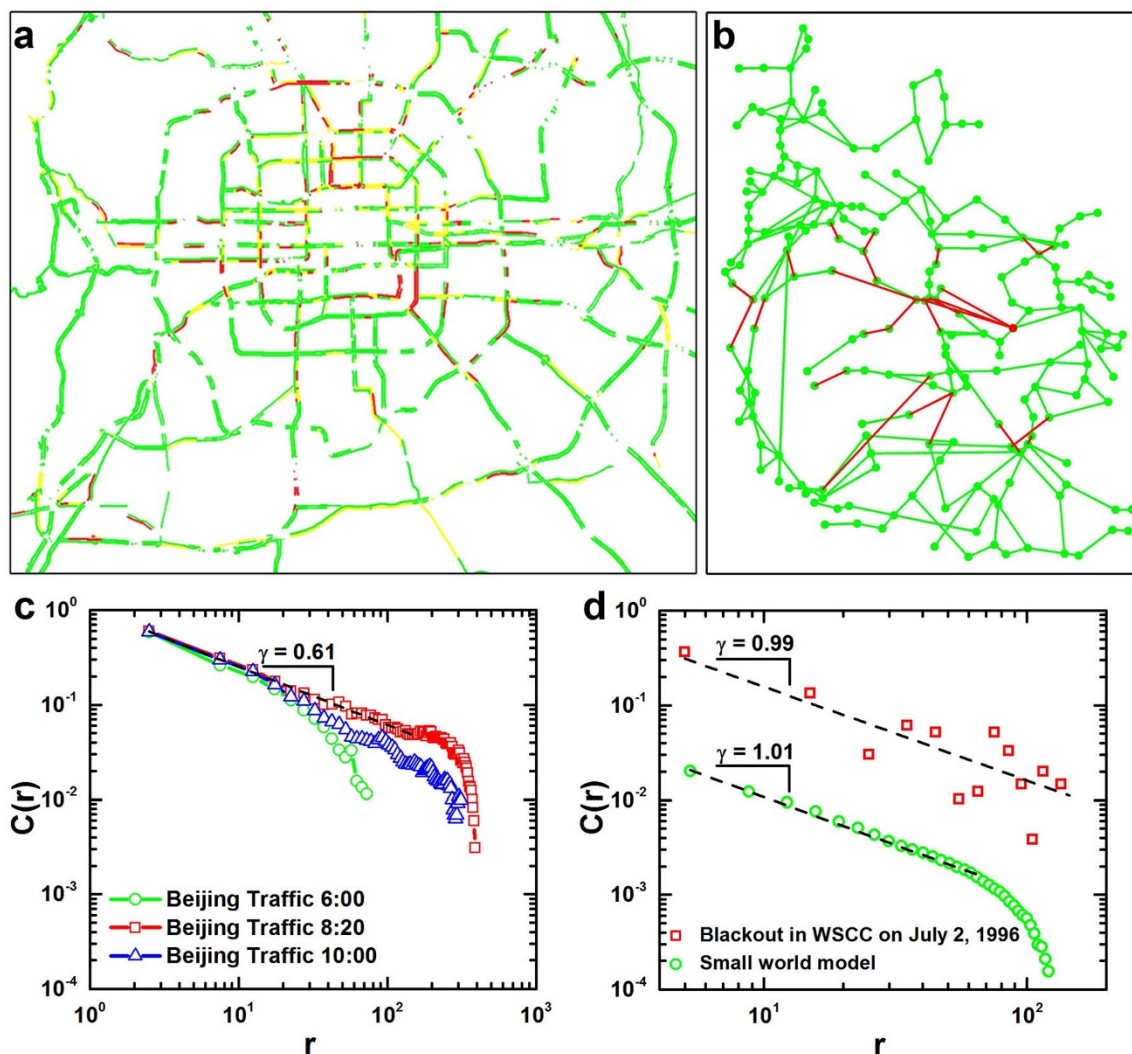 a
b
c
10^0
10^-1
10^-2
10^-3
10^-4
C(r)
γ = 0.61
Beijing Traffic 6:00
Beijing Traffic 8:20
Beijing Traffic 10:00
10^0 10^1 10^2 10^3
r
d
10^0
10^-1
10^-2
10^-3
10^-4
C(r)
γ = 0.99
γ = 1.01
Blackout in WSCC on July 2, 1996
Small world model
10^1 10^2
r